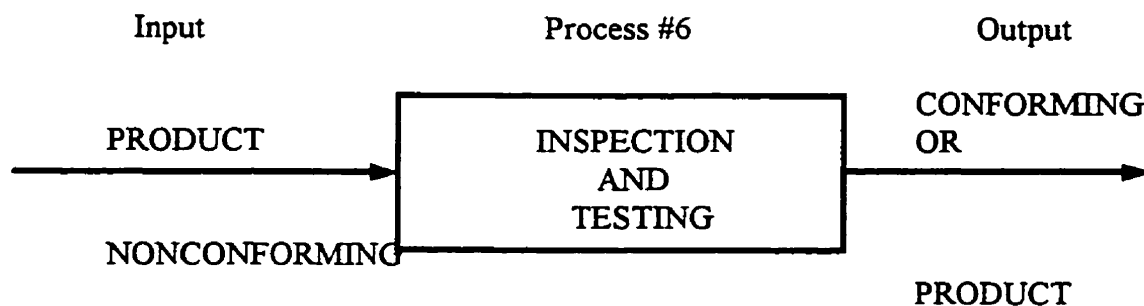 Input Process #6 Output
CONFORMING
PRODUCT INSPECTION OR
AND
TESTING
NONCONFORMING
PRODUCT